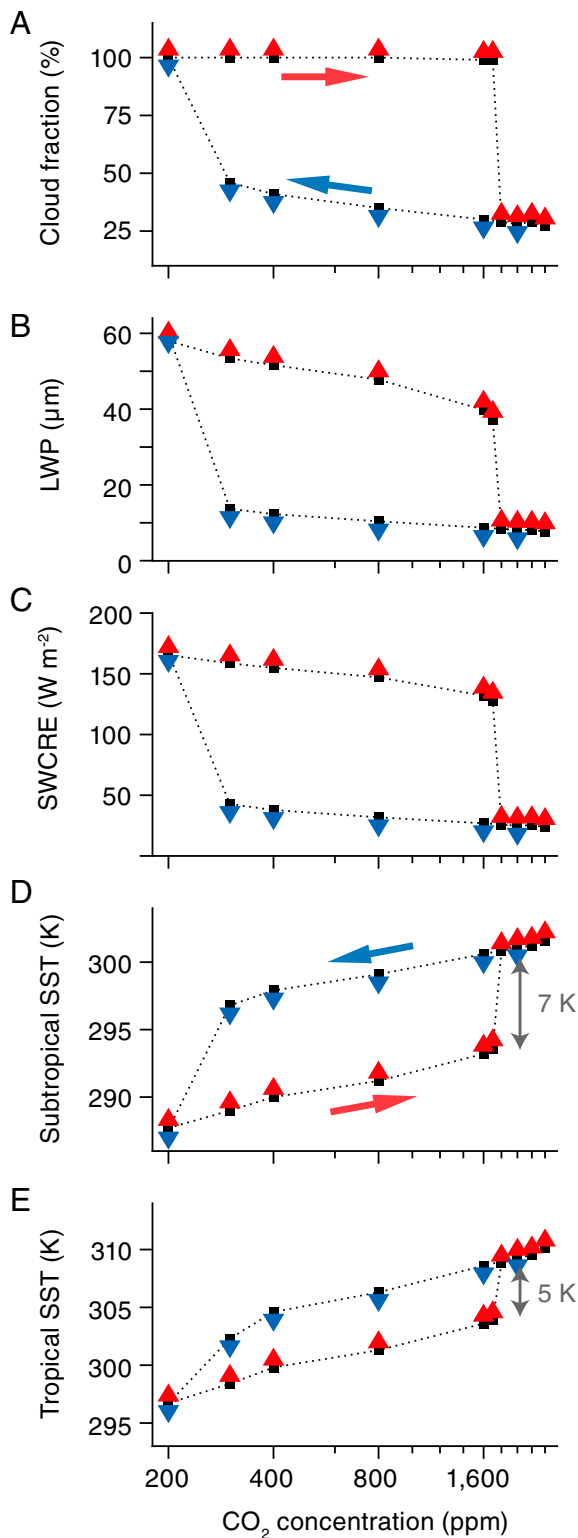 A
Cloud fraction (%)
100
75
50
25
B
LWP (µm)
60
40
20
0
C
SWCRE (W m-2)
200
150
100
50
D
Subtropical SST (K)
300
295
290
7 K
E
Tropical SST (K)
310
305
300
295
5 K
200 400 800 1,600
CO2 concentration (ppm)